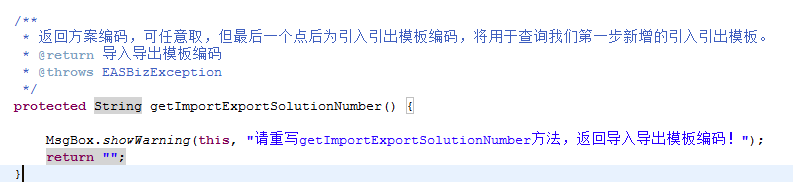 /**
* 返回方案编码，可任意取，但最后一个点后为引入引出模板编码，将用于查询我们第一步新增的引入引出模板。
* @return 导入导出模板编码
* @throws EASBizException
*/
protected String getImportExportSolutionNumber() {
MsgBox.showWarning(this, "请重写getImportExportSolutionNumber方法，返回导入导出模板编码！");
return "";
}